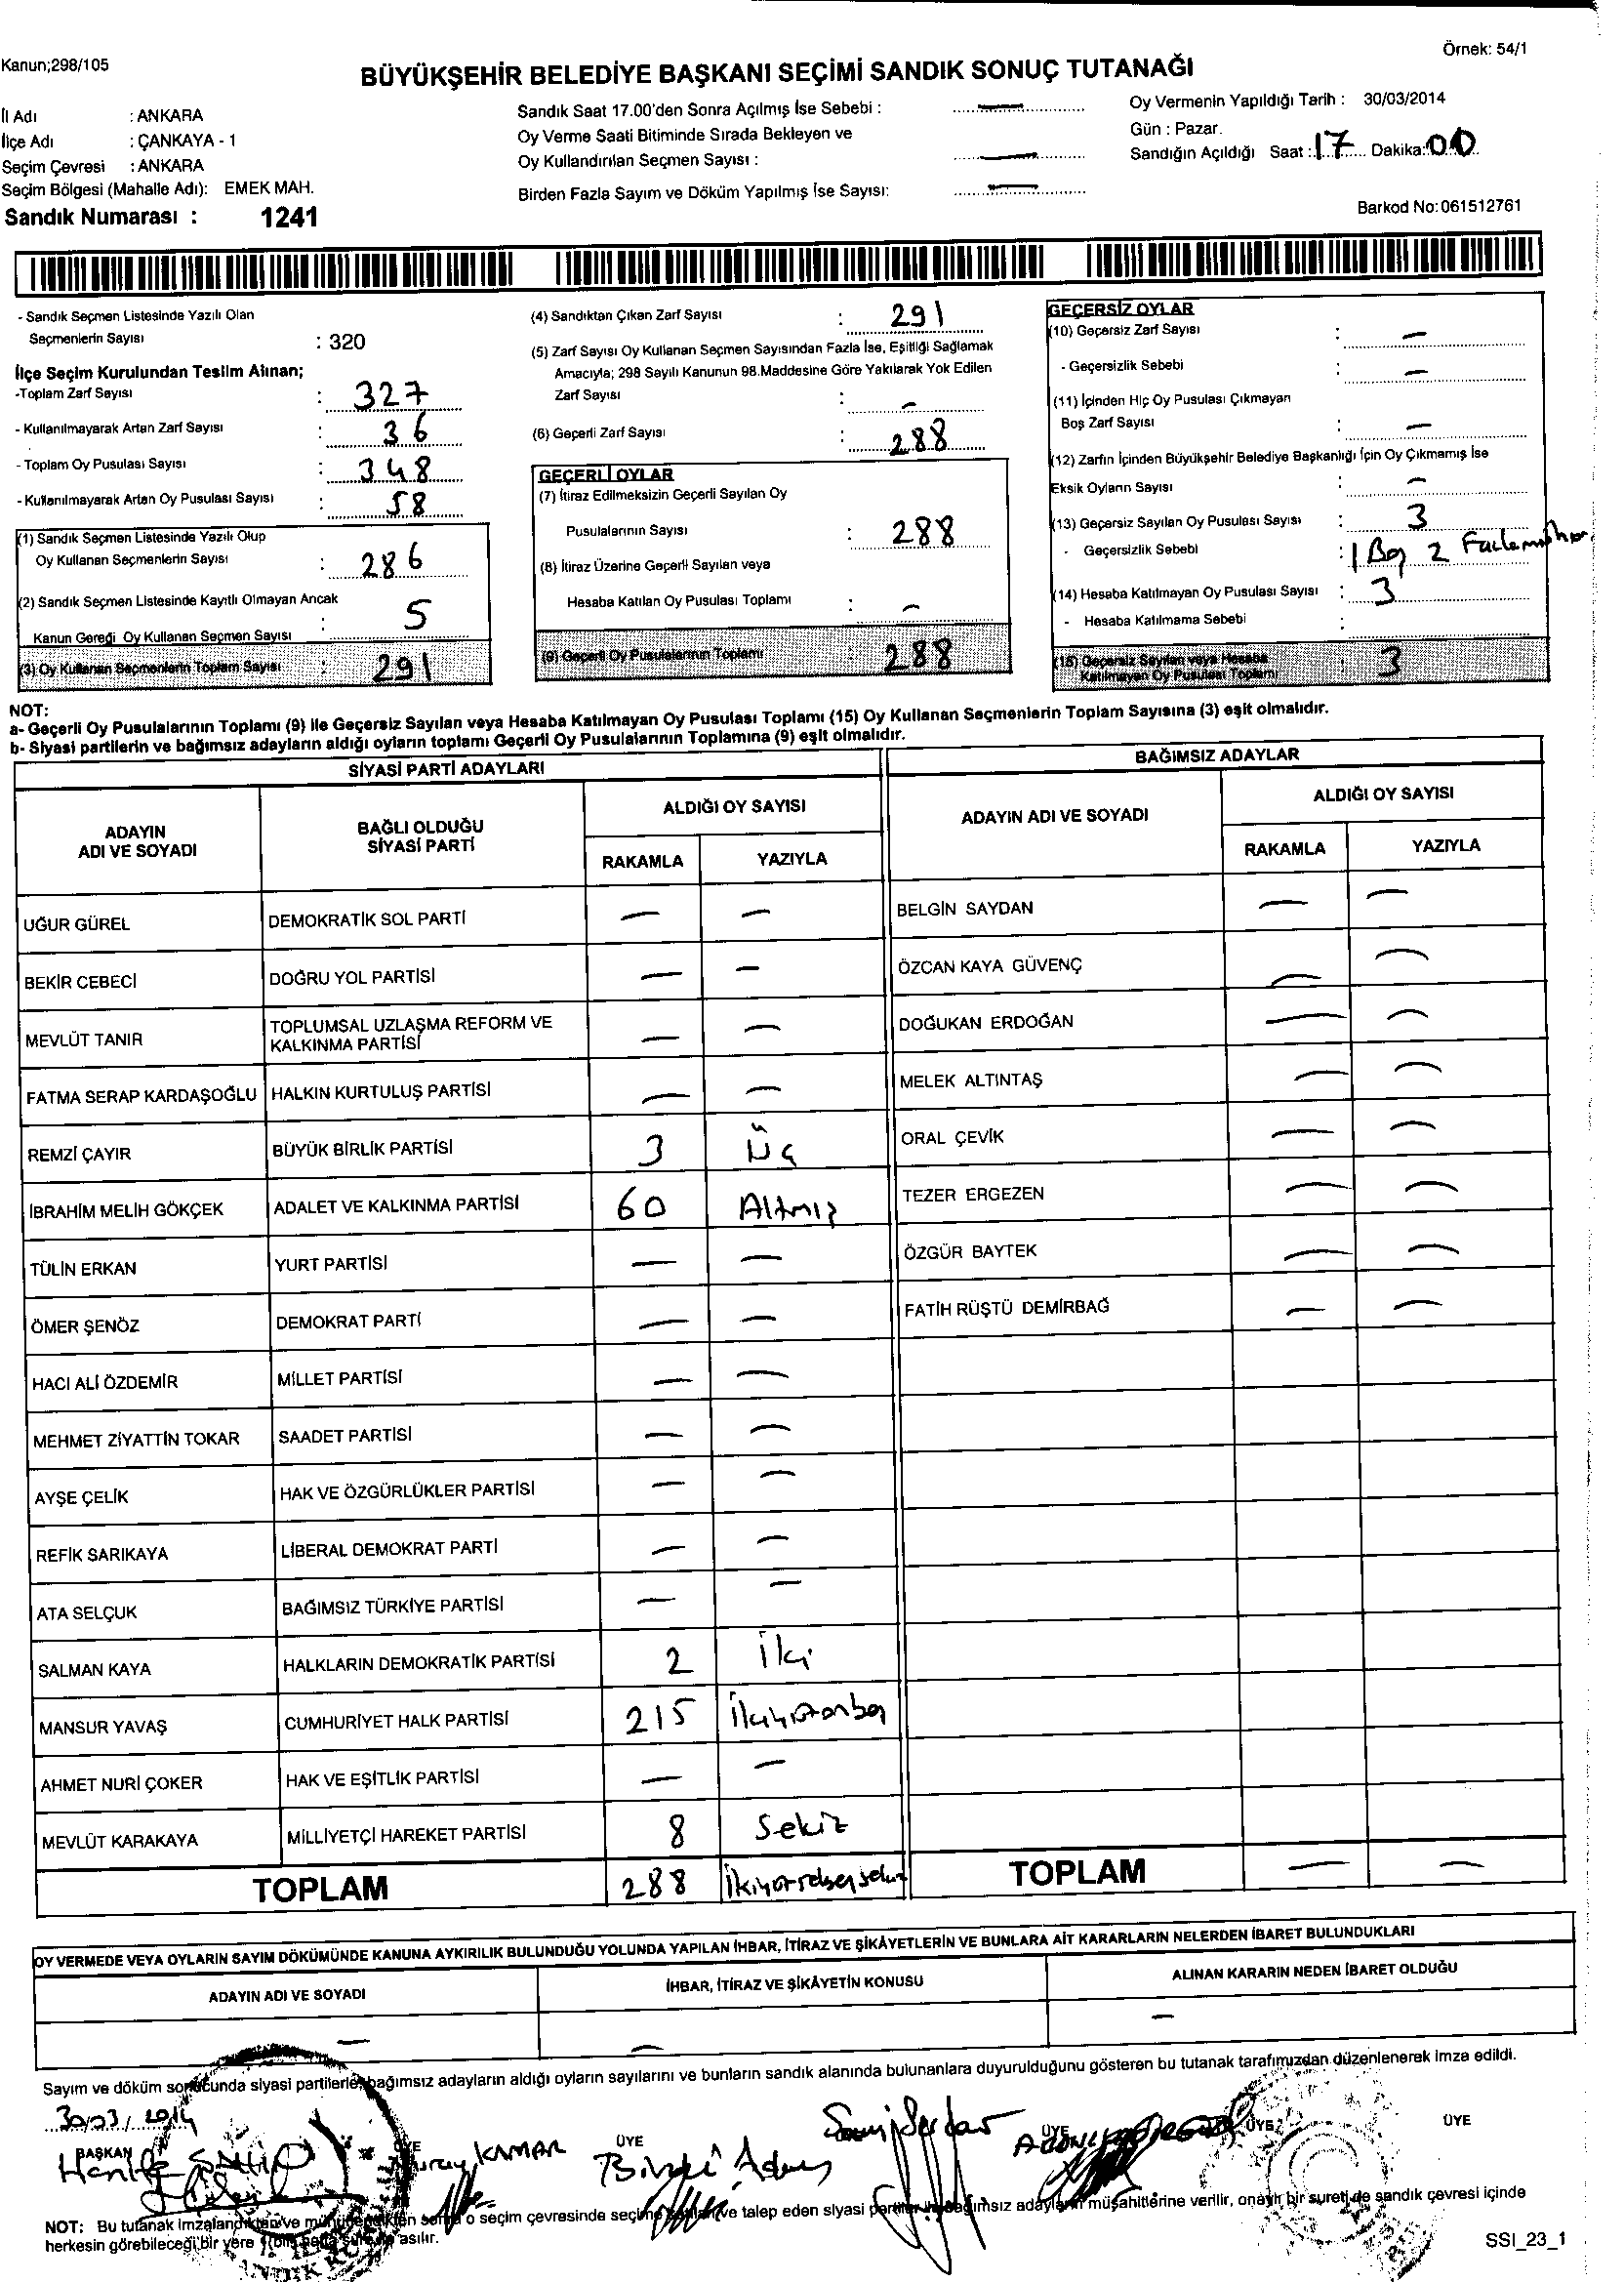 Kanun;298/105
Örnek: 54/1
BÜYÜKŞEHİR BELEDİYE BAŞKANI SEÇİMİ SANDIK SONUÇ TUTANAĞI
İl Adı : ANKARA
İlçe Adı : ÇANKAYA - 1
Seçim Çevresi : ANKARA
Seçim Bölgesi (Mahalle Adı): EMEK MAH.
Sandık Numarası : 1241
Sandık Saat 17.00'den Sonra Açılmış İse Sebebi : —
Oy Verme Saati Bitiminde Sırada Bekleyen ve
Oy Kullandırılan Seçmen Sayısı : —
Birden Fazla Sayım ve Döküm Yapılmış İse Sayısı: —
Oy Vermenin Yapıldığı Tarih : 30/03/2014
Gün : Pazar.
Sandığın Açıldığı Saat : 17 Dakika: 00
Barkod No: 061512761
- Sandık Seçmen Listesinde Yazılı Olan
Seçmenlerin Sayısı : 320
İlçe Seçim Kurulundan Teslim Alınan;
-Toplam Zarf Sayısı : 327
- Kullanılmayarak Artan Zarf Sayısı : 36
- Toplam Oy Pusulası Sayısı : 348
- Kullanılmayarak Artan Oy Pusulası Sayısı : 58
(1) Sandık Seçmen Listesinde Yazılı Olup
Oy Kullanan Seçmenlerin Sayısı : 286
(2) Sandık Seçmen Listesinde Kayıtlı Olmayan Ancak
Kanun Gereği Oy Kullanan Seçmen Sayısı : 5
(3) Oy Kullanan Seçmenlerin Toplam Sayısı : 291
(4) Sandıktan Çıkan Zarf Sayısı : 291
(5) Zarf Sayısı Oy Kullanan Seçmen Sayısından Fazla İse, Eşitliği Sağlamak
Amacıyla; 298 Sayılı Kanunun 98.Maddesine Göre Yakılarak Yok Edilen
Zarf Sayısı : —
(6) Geçerli Zarf Sayısı : 288
GEÇERLİ OYLAR
(7) İtiraz Edilmeksizin Geçerli Sayılan Oy
Pusulalarının Sayısı : 288
(8) İtiraz Üzerine Geçerli Sayılan veya
Hesaba Katılan Oy Pusulası Toplamı : —
(9) Geçerli Oy Pusulalarının Toplamı : 288
GEÇERSİZ OYLAR
(10) Geçersiz Zarf Sayısı : —
- Geçersizlik Sebebi : —
(11) İçinden Hiç Oy Pusulası Çıkmayan
Boş Zarf Sayısı : —
(12) Zarfın İçinden Büyükşehir Belediye Başkanlığı İçin Oy Çıkmamış İse
Eksik Oyların Sayısı : —
(13) Geçersiz Sayılan Oy Pusulası Sayısı : 3
- Geçersizlik Sebebi : 1 Boş 2
(14) Hesaba Katılmayan Oy Pusulası Sayısı : 3
- Hesaba Katılmama Sebebi :
(15) Geçersiz Sayılan veya Hesaba
Katılmayan Oy Pusulası Toplamı : 3
NOT:
a- Geçerli Oy Pusulalarının Toplamı (9) ile Geçersiz Sayılan veya Hesaba Katılmayan Oy Pusulası Toplamı (15) Oy Kullanan Seçmenlerin Toplam Sayısına (3) eşit olmalıdır.
b- Siyasi partilerin ve bağımsız adayların aldığı oyların toplamı Geçerli Oy Pusulalarının Toplamına (9) eşit olmalıdır.
SİYASİ PARTİ ADAYLARI
ADAYIN ADI VE SOYADI BAĞLI OLDUĞU SİYASİ PARTİ ALDIĞI OY SAYISI
RAKAMLA YAZIYLA
UĞUR GÜREL DEMOKRATİK SOL PARTİ — —
BEKİR CEBECİ DOĞRU YOL PARTİSİ — —
MEVLÜT TANIR TOPLUMSAL UZLAŞMA REFORM VE KALKINMA PARTİSİ — —
FATMA SERAP KARDAŞOĞLU HALKIN KURTULUŞ PARTİSİ — —
REMZİ ÇAYIR BÜYÜK BİRLİK PARTİSİ 3 Üç
İBRAHİM MELİH GÖKÇEK ADALET VE KALKINMA PARTİSİ 60 Altmış
TÜLİN ERKAN YURT PARTİSİ — —
ÖMER ŞENÖZ DEMOKRAT PARTİ — —
HACI ALİ ÖZDEMİR MİLLET PARTİSİ — —
MEHMET ZİYATTİN TOKAR SAADET PARTİSİ — —
AYŞE ÇELİK HAK VE ÖZGÜRLÜKLER PARTİSİ — —
REFİK SARIKAYA LİBERAL DEMOKRAT PARTİ — —
ATA SELÇUK BAĞIMSIZ TÜRKİYE PARTİSİ — —
SALMAN KAYA HALKLARIN DEMOKRATİK PARTİSİ 2 İki
MANSUR YAVAŞ CUMHURİYET HALK PARTİSİ 215 İkiyüzonbeş
AHMET NURİ ÇOKER HAK VE EŞİTLİK PARTİSİ — —
MEVLÜT KARAKAYA MİLLİYETÇİ HAREKET PARTİSİ 8 Sekiz
TOPLAM 288
BAĞIMSIZ ADAYLAR
ADAYIN ADI VE SOYADI ALDIĞI OY SAYISI
RAKAMLA YAZIYLA
BELGİN SAYDAN — —
ÖZCAN KAYA GÜVENÇ — —
DOĞUKAN ERDOĞAN — —
MELEK ALTINTAŞ — —
ORAL ÇEVİK — —
TEZER ERGEZEN — —
ÖZGÜR BAYTEK — —
FATİH RÜŞTÜ DEMİRBAĞ — —
TOPLAM — —
OY VERMEDE VEYA OYLARIN SAYIM DÖKÜMÜNDE KANUNA AYKIRILIK BULUNDUĞU YOLUNDA YAPILAN İHBAR, İTİRAZ VE ŞİKÂYETLERİN VE BUNLARA AİT KARARLARIN NELERDEN İBARET BULUNDUKLARI
ADAYIN ADI VE SOYADI İHBAR, İTİRAZ VE ŞİKÂYETİN KONUSU ALINAN KARARIN NEDEN İBARET OLDUĞU
— — —
Sayım ve döküm sonucunda siyasi partilerle, bağımsız adayların aldığı oyların sayılarını ve bunların sandık alanında bulunanlara duyurulduğunu gösteren bu tutanak tarafımızdan düzenlenerek imza edildi.
30/03/2014
BAŞKAN ÜYE ÜYE ÜYE ÜYE ÜYE
Nuray KAMAR
NOT: Bu tutanak imzalandıktan ve mühürlendikten sonra o seçim çevresinde seçime katılan ve talep eden siyasi partiler ile bağımsız adayların müşahitlerine verilir, onaylı bir sureti de sandık çevresi içinde
herkesin görebileceği bir yere 1(bir) hafta süre ile asılır.
SSI_23_1